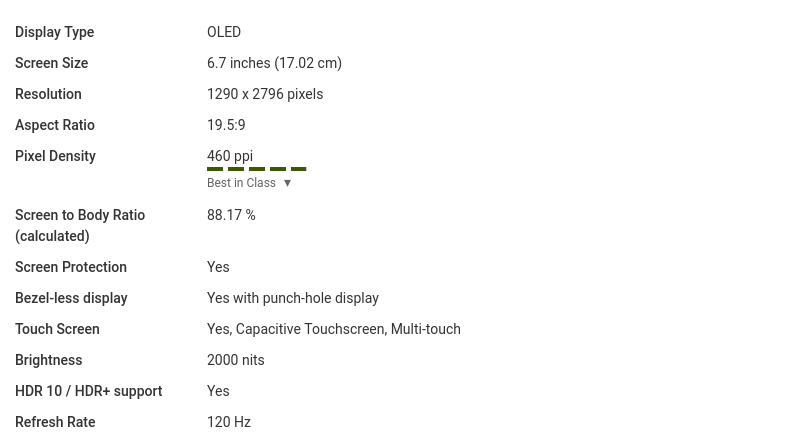 Display Type OLED
Screen Size 6.7 inches (17.02 cm)
Resolution 1290 x 2796 pixels
Aspect Ratio 19.5:9
Pixel Density 460 ppi
Best in Class ▼
Screen to Body Ratio 88.17 %
(calculated)
Screen Protection Yes
Bezel-less display Yes with punch-hole display
Touch Screen Yes, Capacitive Touchscreen, Multi-touch
Brightness 2000 nits
HDR 10 / HDR+ support Yes
Refresh Rate 120 Hz